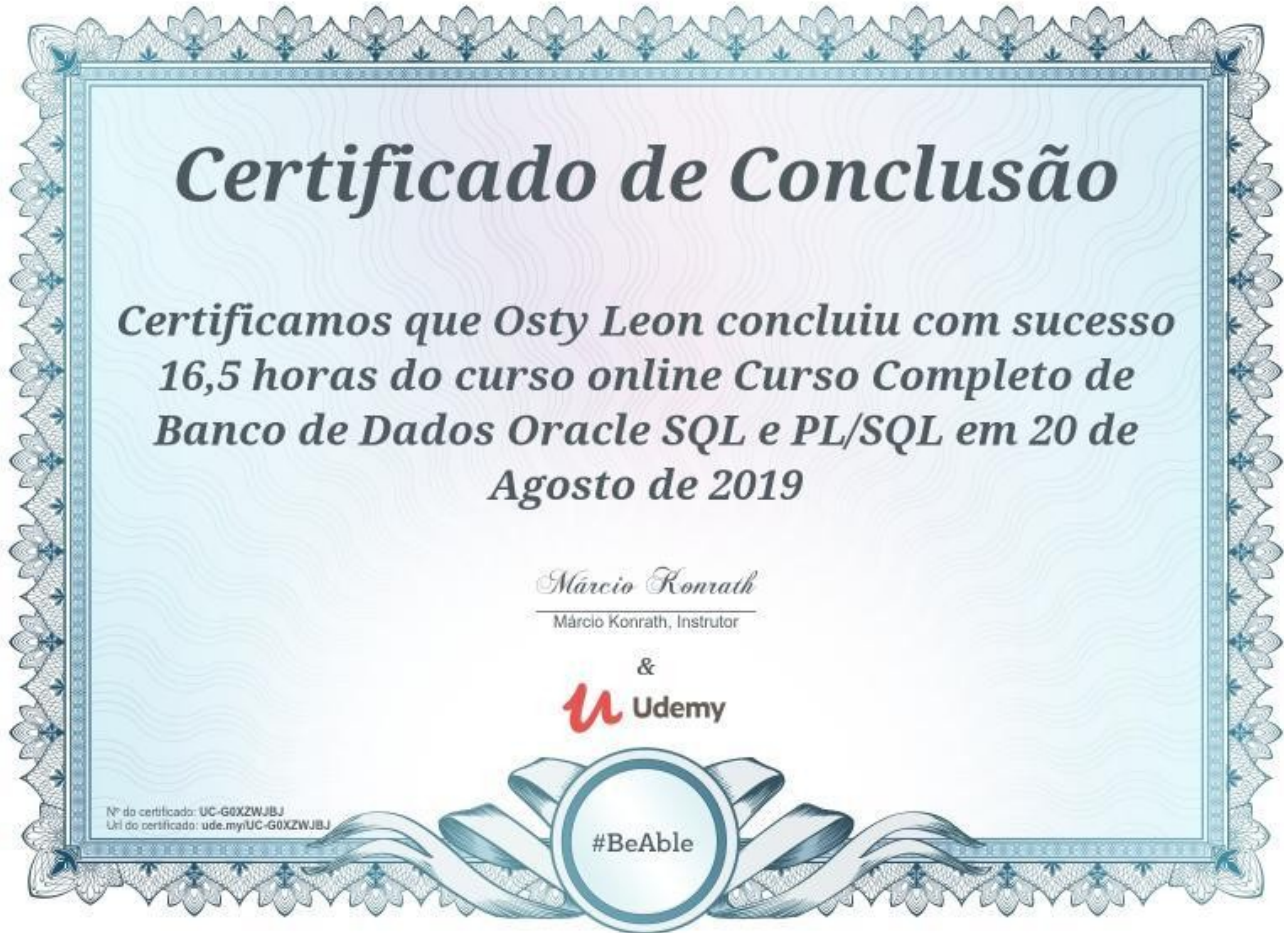 Certificado de Conclusão
Certificamos que Osty Leon concluiu com sucesso
16,5 horas do curso online Curso Completo de
Banco de Dados Oracle SQL e PL/SQL em 20 de
Agosto de 2019
Márcio Konrath
Márcio Konrath, Instrutor
&
Udemy
Nº do certificado: UC-G0XZWJBJ
Url do certificado: ude.my/UC-G0XZWJBJ
#BeAble